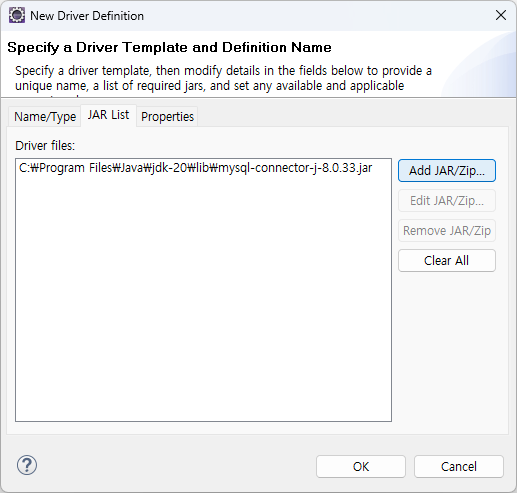 New Driver Definition
Specify a Driver Template and Definition Name
Specify a driver template, then modify details in the fields below to provide a
unique name, a list of required jars, and set any available and applicable
Name/Type JAR List Properties
Driver files:
C:₩Program Files₩Java₩jdk-20₩lib₩mysql-connector-j-8.0.33.jar
Add JAR/Zip...
Edit JAR/Zip...
Remove JAR/Zip
Clear All
OK Cancel